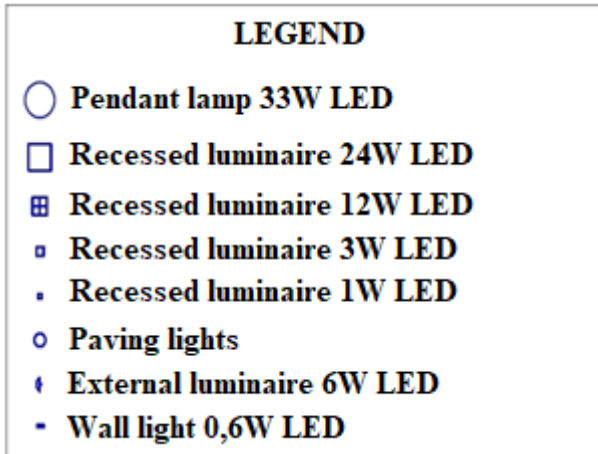 LEGEND
Pendant lamp 33W LED
Recessed luminaire 24W LED
Recessed luminaire 12W LED
Recessed luminaire 3W LED
Recessed luminaire 1W LED
Paving lights
External luminaire 6W LED
Wall light 0,6W LED